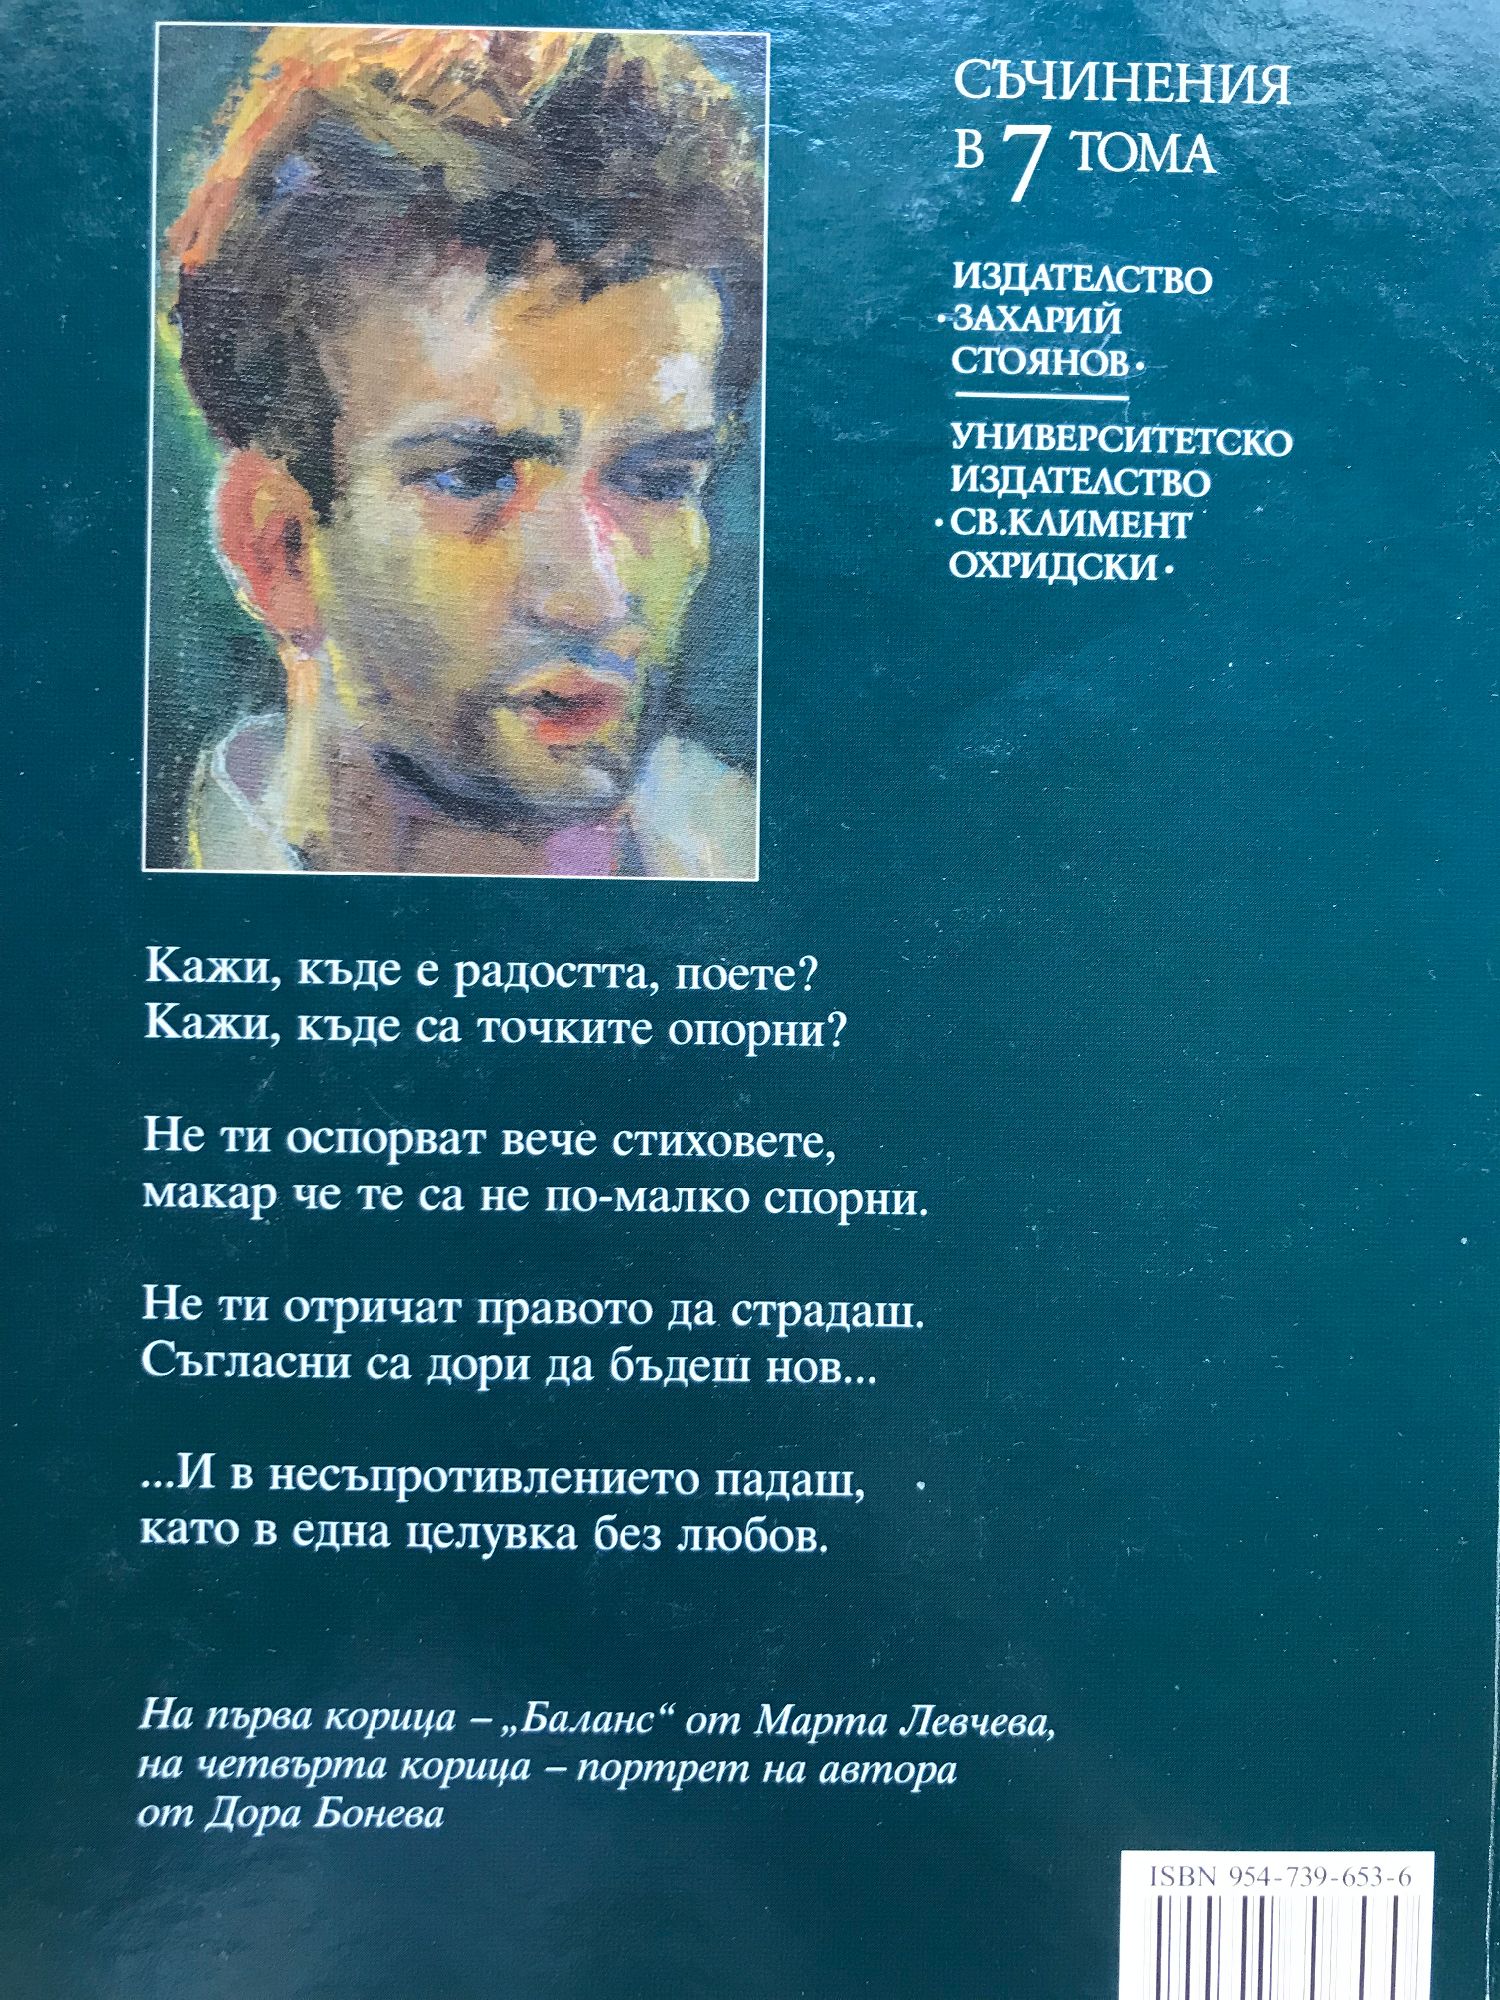 СЪЧИНЕНИЯ
В 7 ТОМА
ИЗДАТЕЛСТВО
•ЗАХАРИЙ
СТОЯНОВ•
УНИВЕРСИТЕТСКО
ИЗДАТЕЛСТВО
•СВ.КЛИМЕНТ
ОХРИДСКИ•
Кажи, къде е радостта, поете?
Кажи, къде са точките опорни?
Не ти оспорват вече стиховете,
макар че те са не по-малко спорни.
Не ти отричат правото да страдаш.
Съгласни са дори да бъдеш нов...
...И в несъпротивлението падаш,
като в една целувка без любов.
На първа корица – „Баланс“ от Марта Левчева,
на четвърта корица – портрет на автора
от Дора Бонева
ISBN 954-739-653-6